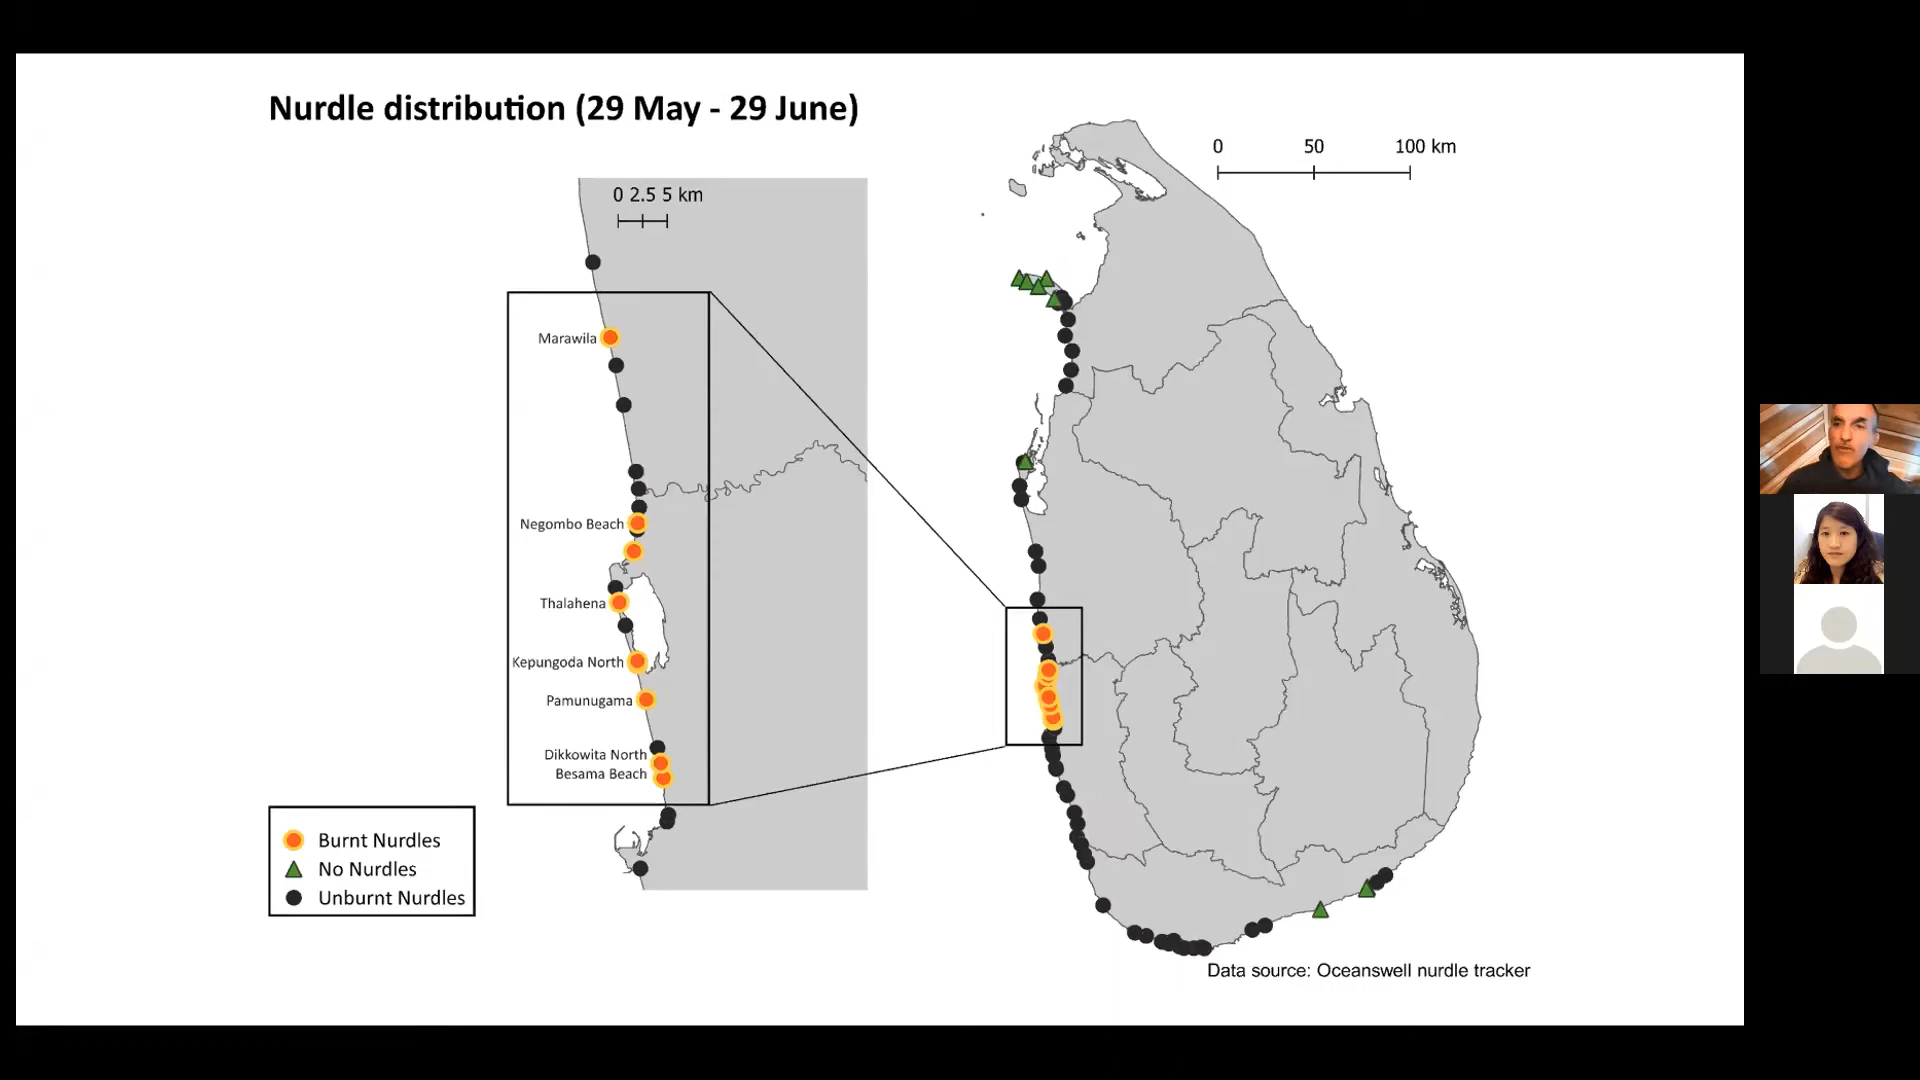 Nurdle distribution (29 May - 29 June)
0 50 100 km
0 2.5 5 km
Marawila
Negombo Beach
Thalahena
Kepungoda North
Pamunugama
Dikkowita North
Besama Beach
Burnt Nurdles
No Nurdles
Unburnt Nurdles
Data source: Oceanswell nurdle tracker